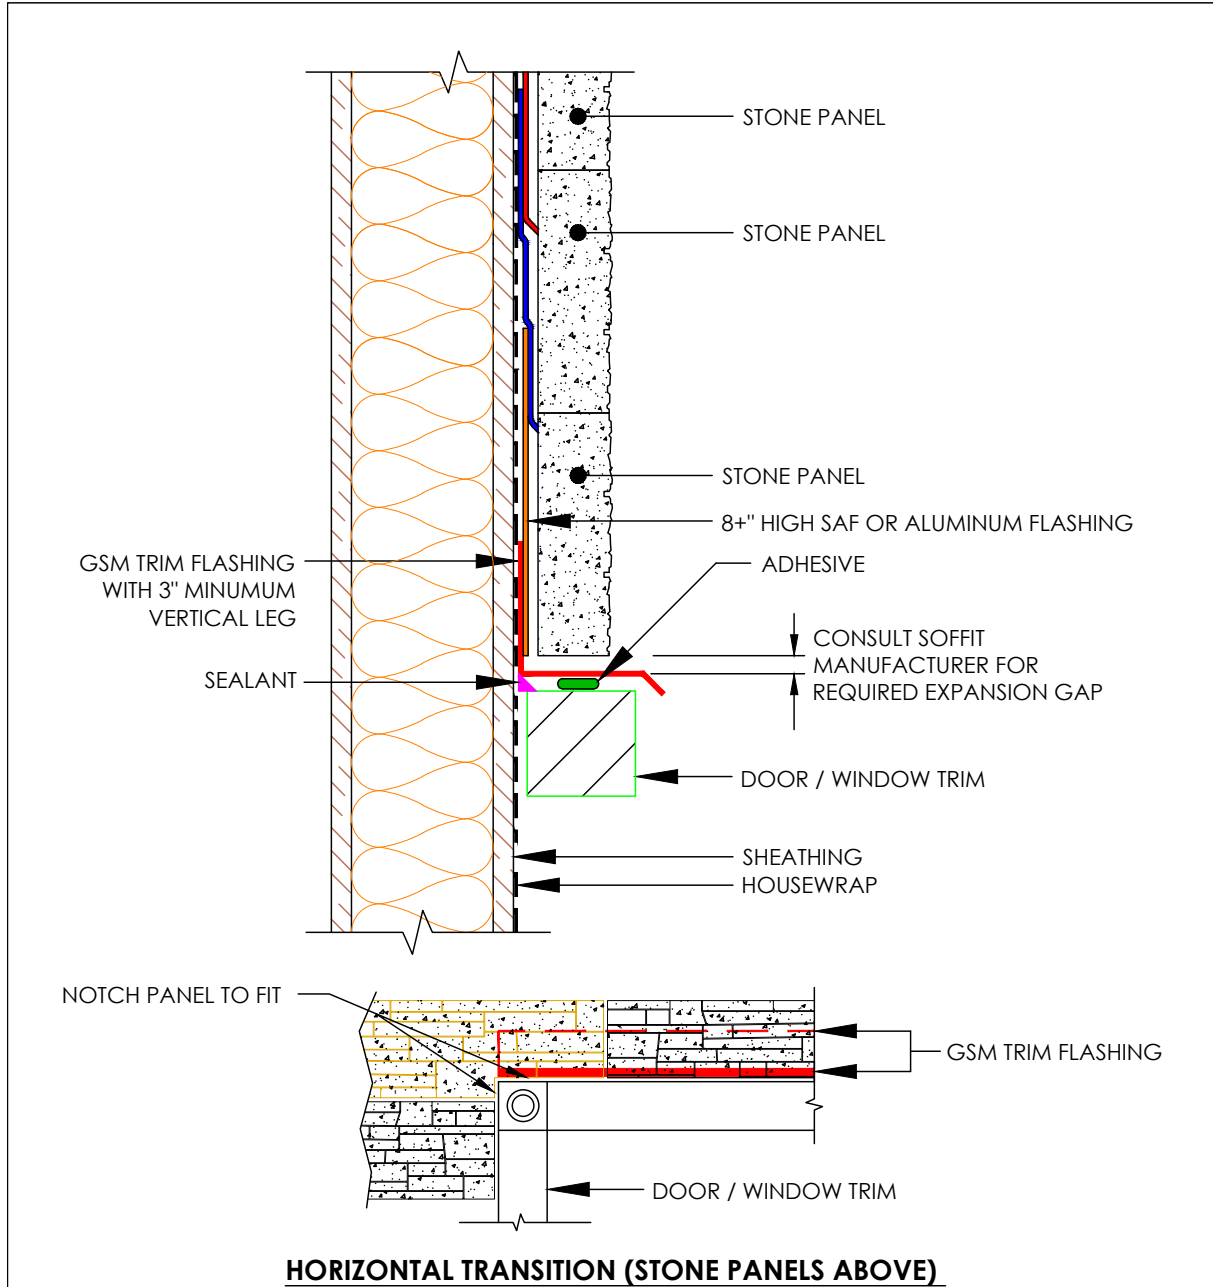 STONE PANEL
STONE PANEL
STONE PANEL
8+" HIGH SAF OR ALUMINUM FLASHING
GSM TRIM FLASHING
WITH 3" MINUMUM
VERTICAL LEG
ADHESIVE
CONSULT SOFFIT
MANUFACTURER FOR
REQUIRED EXPANSION GAP
SEALANT
DOOR / WINDOW TRIM
SHEATHING
HOUSEWRAP
NOTCH PANEL TO FIT
GSM TRIM FLASHING
DOOR / WINDOW TRIM
HORIZONTAL TRANSITION (STONE PANELS ABOVE)